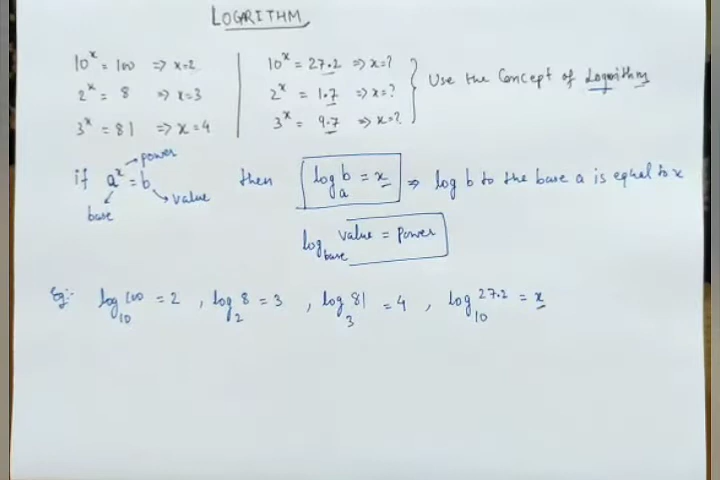 LOGARITHM
10^x = 100 => x=2 | 10^x = 27.2 => x=?
2^x = 8 => x=3 | 2^x = 1.7 => x=? } Use the Concept of Logarithms
3^x = 81 => x=4 | 3^x = 9.7 => x=?
power
if a^x = b then log_a b = x => log b to the base a is equal to x
base value
log_base value = power
Eg:- log_10 100 = 2 , log_2 8 = 3 , log_3 81 = 4 , log_10 27.2 = x